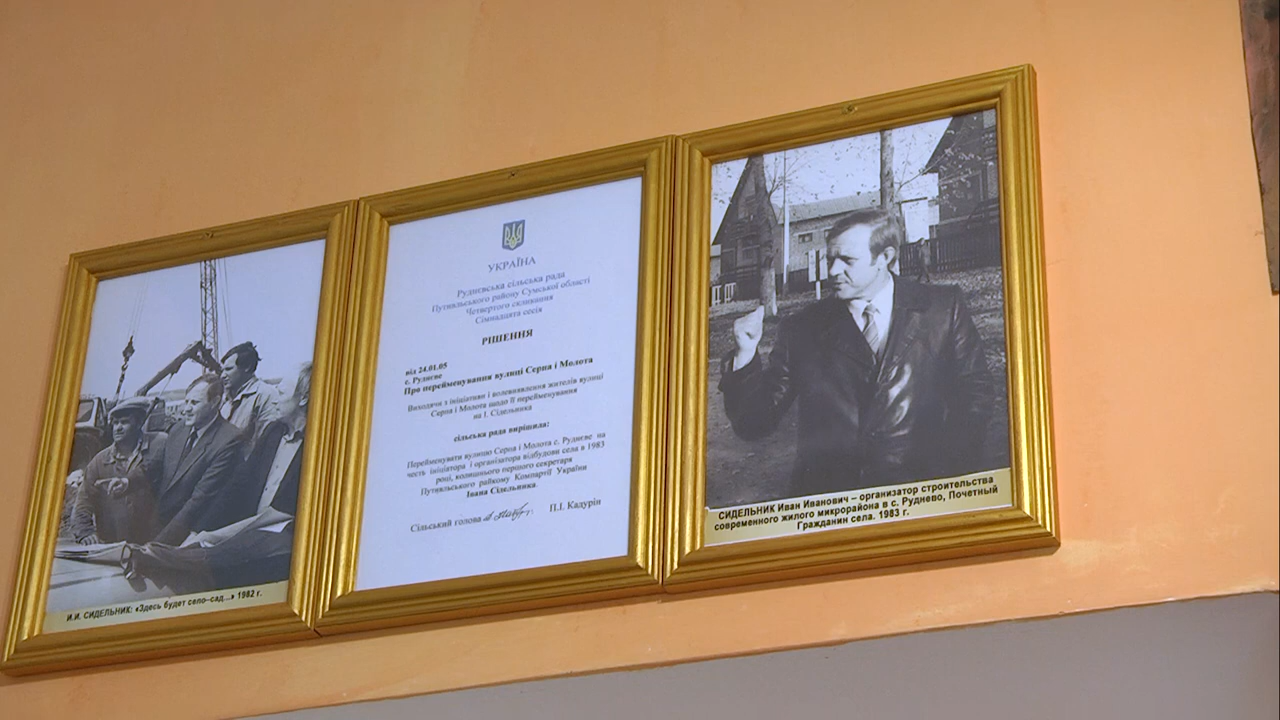 И.И. СИДЕЛЬНИК: «Здесь будет село–сад...» 1982 г.
УКРАЇНА
Руднєвська сільська рада
Путивльського району Сумської області
Четвертого скликання
Сімнадцята сесія
РІШЕННЯ
від 24.01.05
с. Руднєве
Про перейменування вулиці Серпа і Молота
Виходячи з ініціативи і волевиявлення жителів вулиці
Серпа і Молота щодо її перейменування
на І. Сідельника
сільська рада вирішила:
Перейменувати вулицю Серпа і Молота с. Руднєве на
честь ініціатора і організатора відбудови села в 1983
році, колишнього першого секретаря
Путивльського райкому Компартії України
Івана Сідельника.
Сільський голова П.І. Кадурін
СИДЕЛЬНИК Иван Иванович – организатор строительства
современного жилого микрорайона в с. Руднево, Почетный
Гражданин села. 1983 г.